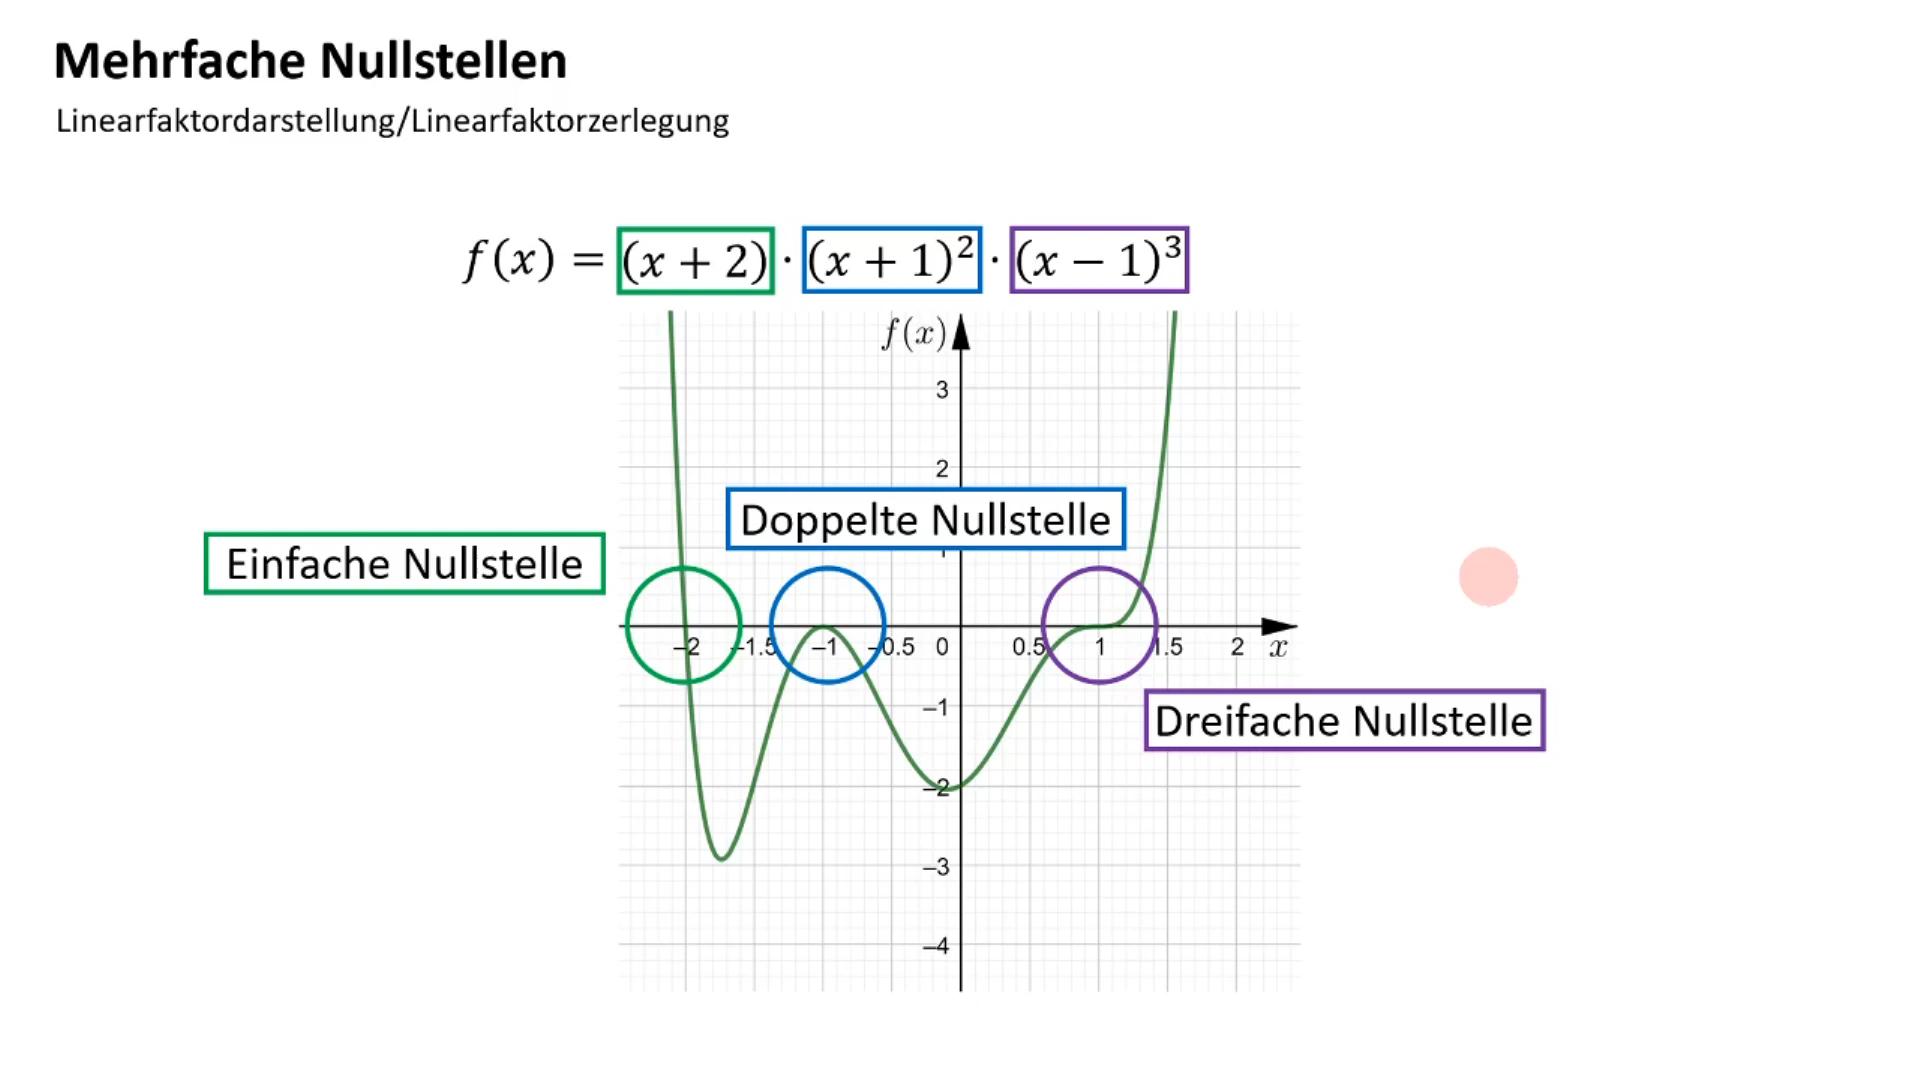 Mehrfache Nullstellen
Linearfaktordarstellung/Linearfaktorzerlegung
f(x) = (x + 2) · (x + 1)² · (x − 1)³
f(x)
3
2
Doppelte Nullstelle
1
Einfache Nullstelle
–2 –1.5 –1 –0.5 0 0.5 1 1.5 2 x
–1
Dreifache Nullstelle
–2
–3
–4